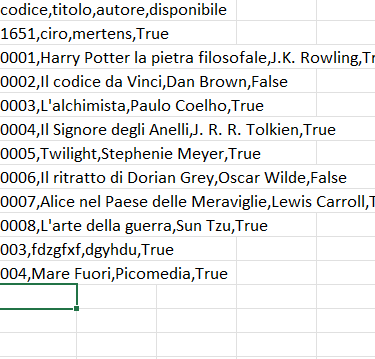 codice,titolo,autore,disponibile
1651,ciro,mertens,True
0001,Harry Potter la pietra filosofale,J.K. Rowling,Tr
0002,Il codice da Vinci,Dan Brown,False
0003,L'alchimista,Paulo Coelho,True
0004,Il Signore degli Anelli,J. R. R. Tolkien,True
0005,Twilight,Stephenie Meyer,True
0006,Il ritratto di Dorian Grey,Oscar Wilde,False
0007,Alice nel Paese delle Meraviglie,Lewis Carroll,T
0008,L'arte della guerra,Sun Tzu,True
003,fdzgfxf,dgyhdu,True
004,Mare Fuori,Picomedia,True